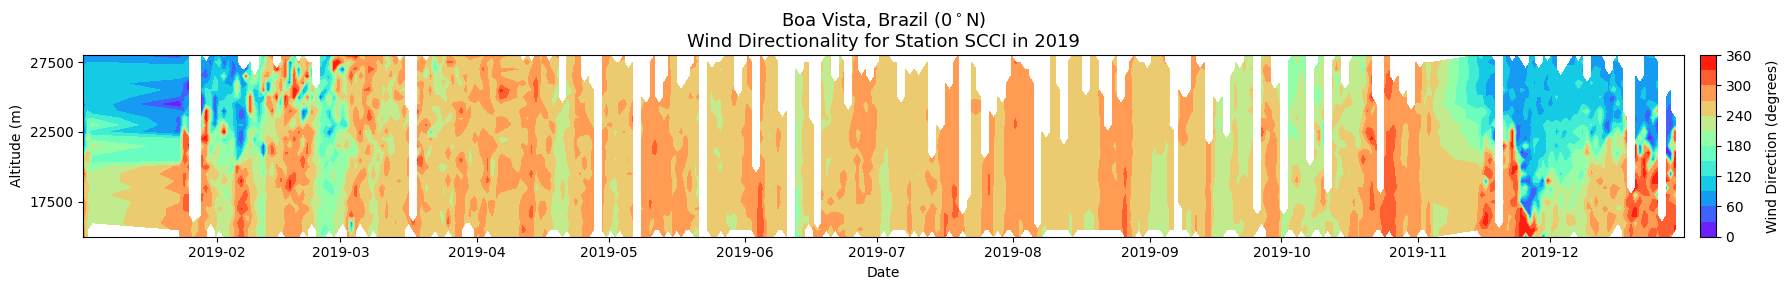 Boa Vista, Brazil (0°N)
Wind Directionality for Station SCCI in 2019
Altitude (m)
27500
22500
17500
2019-02 2019-03 2019-04 2019-05 2019-06 2019-07 2019-08 2019-09 2019-10 2019-11 2019-12
Date
360
300
240
180
120
60
0
Wind Direction (degrees)